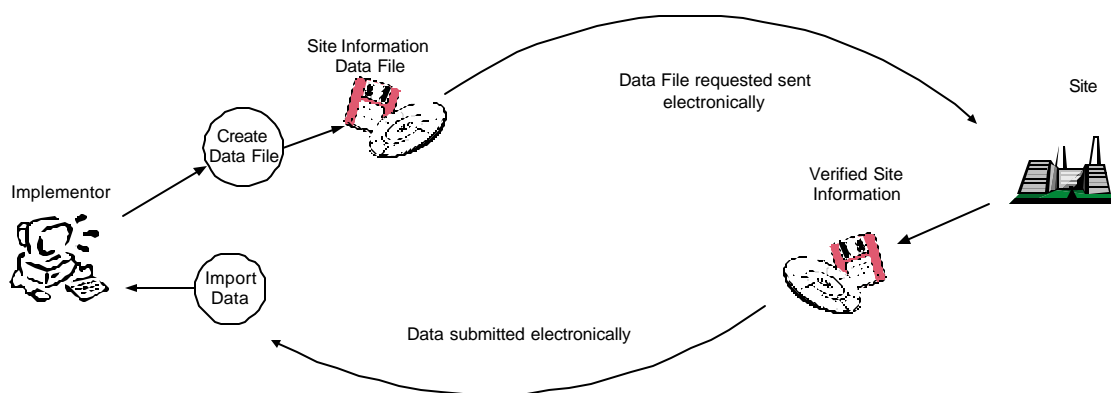 Site Information
Data File
Data File requested sent
electronically
Site
Create
Data File
Verified Site
Information
Implementor
Import
Data
Data submitted electronically